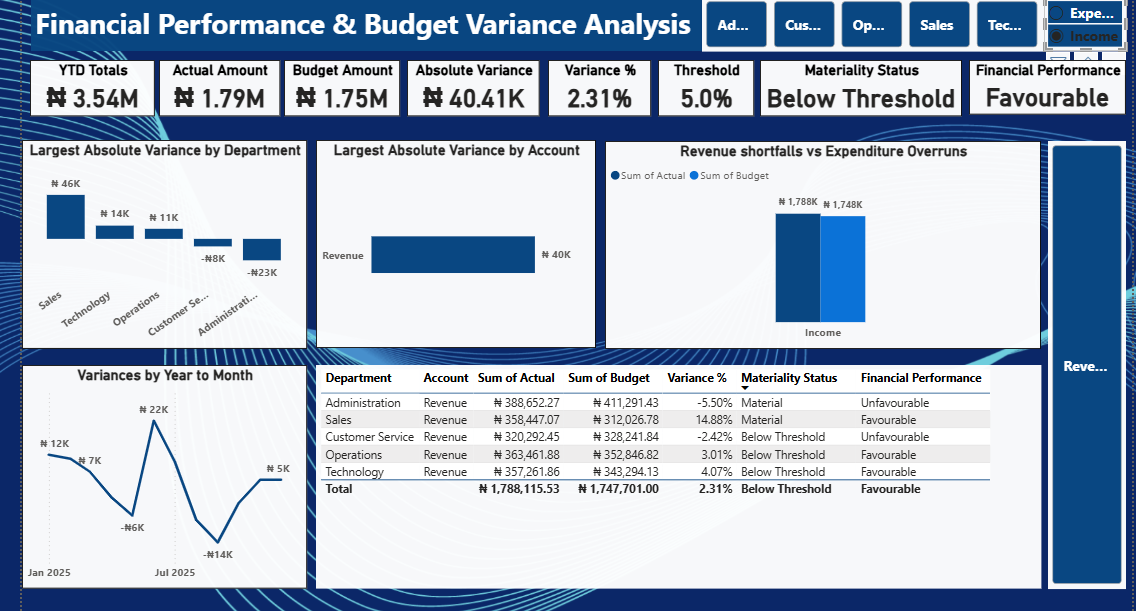 Financial Performance & Budget Variance Analysis
Ad...
Cus...
Op...
Sales
Tec...
Expe...
Income
YTD Totals
₦ 3.54M
Actual Amount
₦ 1.79M
Budget Amount
₦ 1.75M
Absolute Variance
₦ 40.41K
Variance %
2.31%
Threshold
5.0%
Materiality Status
Below Threshold
Financial Performance
Favourable
Largest Absolute Variance by Department
₦ 46K
₦ 14K
₦ 11K
-₦8K
-₦23K
Sales
Technology
Operations
Customer Se...
Administrati...
Largest Absolute Variance by Account
Revenue
₦ 40K
Revenue shortfalls vs Expenditure Overruns
Sum of Actual Sum of Budget
₦ 1,788K ₦ 1,748K
Income
Reve...
Variances by Year to Month
₦ 22K
₦ 12K
₦ 7K
₦ 5K
-₦6K
-₦14K
Jan 2025 Jul 2025
Department Account Sum of Actual Sum of Budget Variance % Materiality Status Financial Performance
Administration Revenue ₦ 388,652.27 ₦ 411,291.43 -5.50% Material Unfavourable
Sales Revenue ₦ 358,447.07 ₦ 312,026.78 14.88% Material Favourable
Customer Service Revenue ₦ 320,292.45 ₦ 328,241.84 -2.42% Below Threshold Unfavourable
Operations Revenue ₦ 363,461.88 ₦ 352,846.82 3.01% Below Threshold Favourable
Technology Revenue ₦ 357,261.86 ₦ 343,294.13 4.07% Below Threshold Favourable
Total ₦ 1,788,115.53 ₦ 1,747,701.00 2.31% Below Threshold Favourable